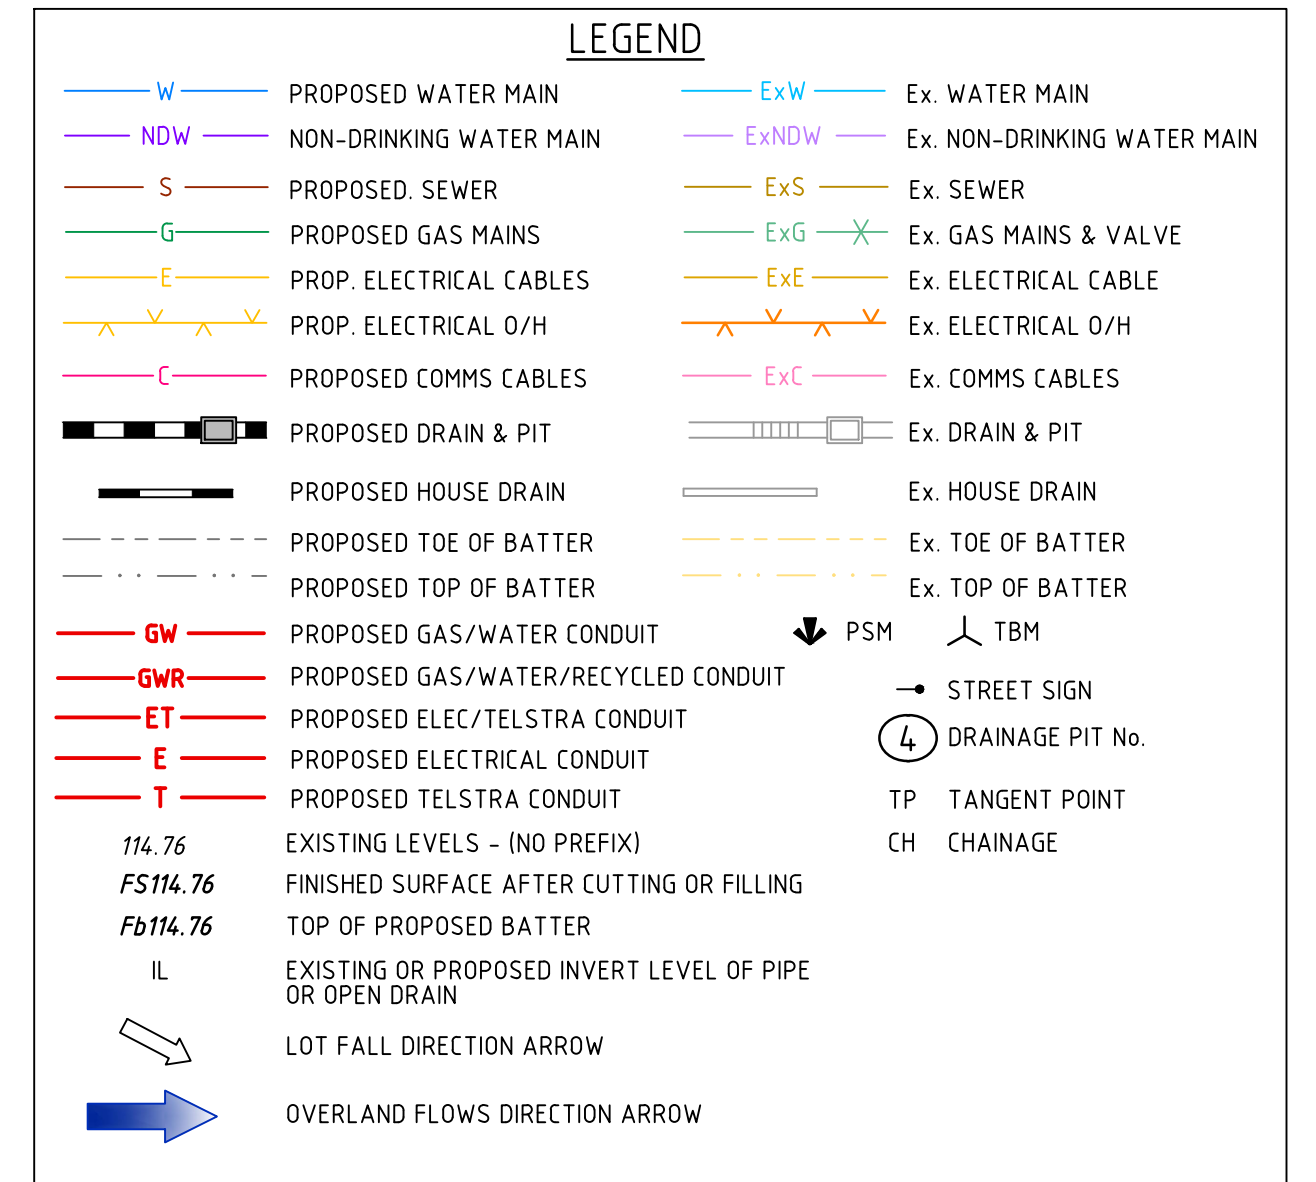 LEGEND
W PROPOSED WATER MAIN ExW Ex. WATER MAIN
NDW NON-DRINKING WATER MAIN ExNDW Ex. NON-DRINKING WATER MAIN
S PROPOSED. SEWER ExS Ex. SEWER
G PROPOSED GAS MAINS ExG Ex. GAS MAINS & VALVE
E PROP. ELECTRICAL CABLES ExE Ex. ELECTRICAL CABLE
PROP. ELECTRICAL O/H Ex. ELECTRICAL O/H
C PROPOSED COMMS CABLES ExC Ex. COMMS CABLES
PROPOSED DRAIN & PIT Ex. DRAIN & PIT
PROPOSED HOUSE DRAIN Ex. HOUSE DRAIN
PROPOSED TOE OF BATTER Ex. TOE OF BATTER
PROPOSED TOP OF BATTER Ex. TOP OF BATTER
GW PROPOSED GAS/WATER CONDUIT PSM TBM
GWR PROPOSED GAS/WATER/RECYCLED CONDUIT
STREET SIGN
ET PROPOSED ELEC/TELSTRA CONDUIT
4 DRAINAGE PIT No.
E PROPOSED ELECTRICAL CONDUIT
T PROPOSED TELSTRA CONDUIT TP TANGENT POINT
114.76 EXISTING LEVELS - (NO PREFIX) CH CHAINAGE
FS114.76 FINISHED SURFACE AFTER CUTTING OR FILLING
Fb114.76 TOP OF PROPOSED BATTER
IL EXISTING OR PROPOSED INVERT LEVEL OF PIPE
OR OPEN DRAIN
LOT FALL DIRECTION ARROW
OVERLAND FLOWS DIRECTION ARROW